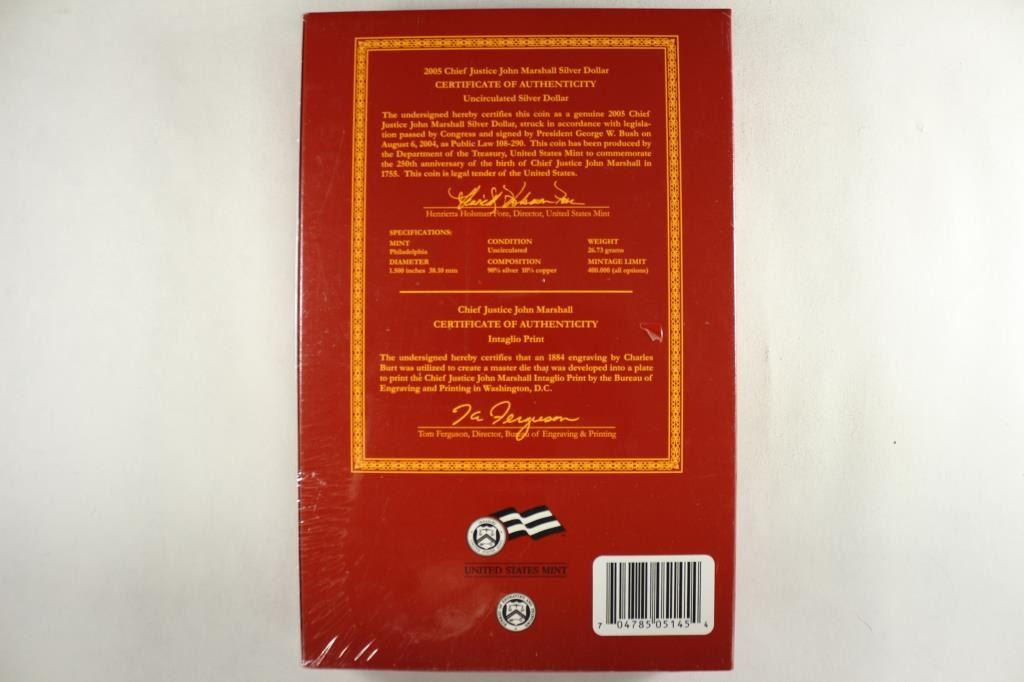 2005 Chief Justice John Marshall Silver Dollar
CERTIFICATE OF AUTHENTICITY
Uncirculated Silver Dollar
The undersigned hereby certifies this coin as a genuine 2005 Chief
Justice John Marshall Silver Dollar, struck in accordance with legisla-
tion passed by Congress and signed by President George W. Bush on
August 6, 2004, as Public Law 108-290. This coin has been produced by
the Department of the Treasury, United States Mint to commemorate
the 250th anniversary of the birth of Chief Justice John Marshall in
1755. This coin is legal tender of the United States.
Henrietta Holsman Fore, Director, United States Mint
SPECIFICATIONS:
MINT CONDITION WEIGHT
Philadelphia Uncirculated 26.73 grams
DIAMETER COMPOSITION MINTAGE LIMIT
1.500 inches 38.10 mm 90% silver 10% copper 400,000 (all options)
Chief Justice John Marshall
CERTIFICATE OF AUTHENTICITY
Intaglio Print
The undersigned hereby certifies that an 1884 engraving by Charles
Burt was utilized to create a master die that was developed into a plate
to print the Chief Justice John Marshall Intaglio Print by the Bureau of
Engraving and Printing in Washington, D.C.
Tom Ferguson
Tom Ferguson, Director, Bureau of Engraving & Printing
UNITED STATES MINT
7 04785 05145 4